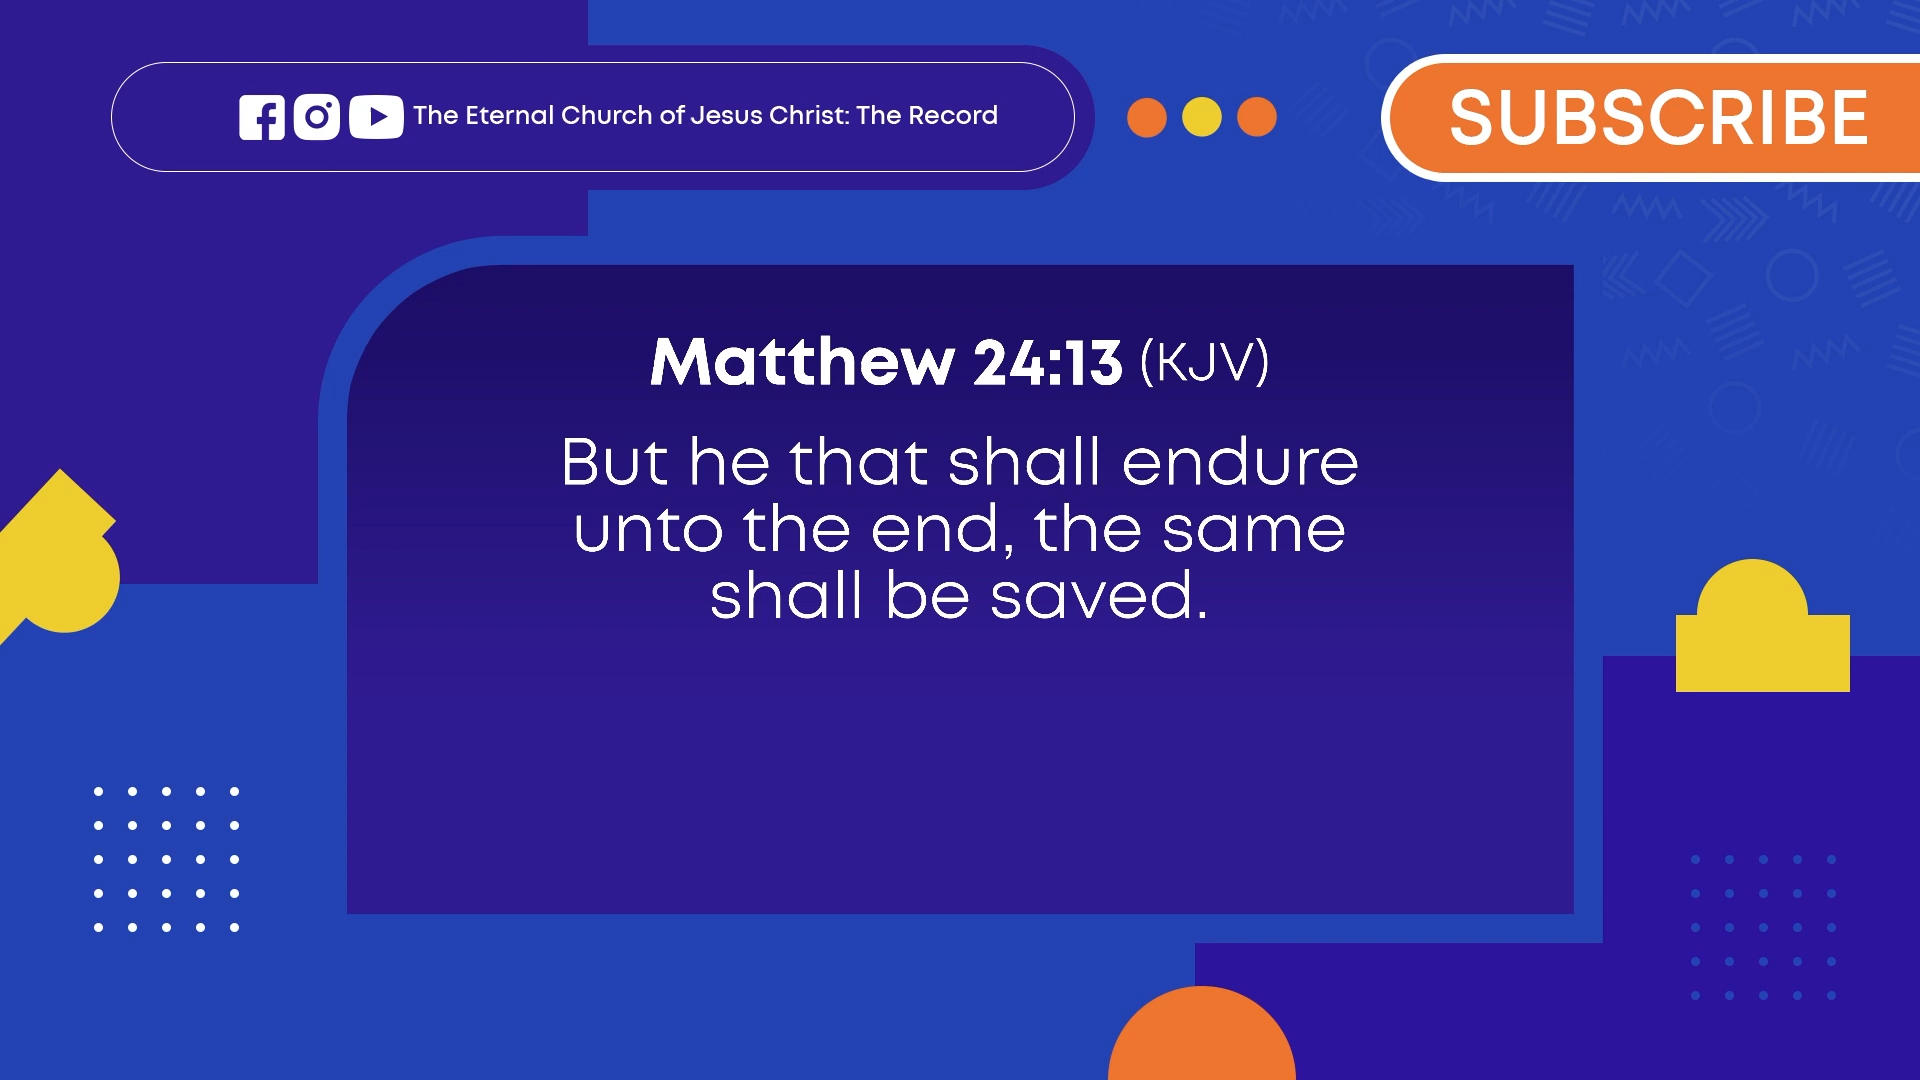 The Eternal Church of Jesus Christ: The Record
SUBSCRIBE
Matthew 24:13 (KJV)
But he that shall endure
unto the end, the same
shall be saved.